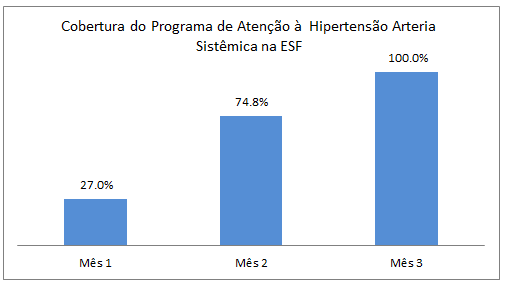 Cobertura do Programa de Atenção à Hipertensão Arteria
Sistêmica na ESF
100.0%
74.8%
27.0%
Mês 1
Mês 2
Mês 3